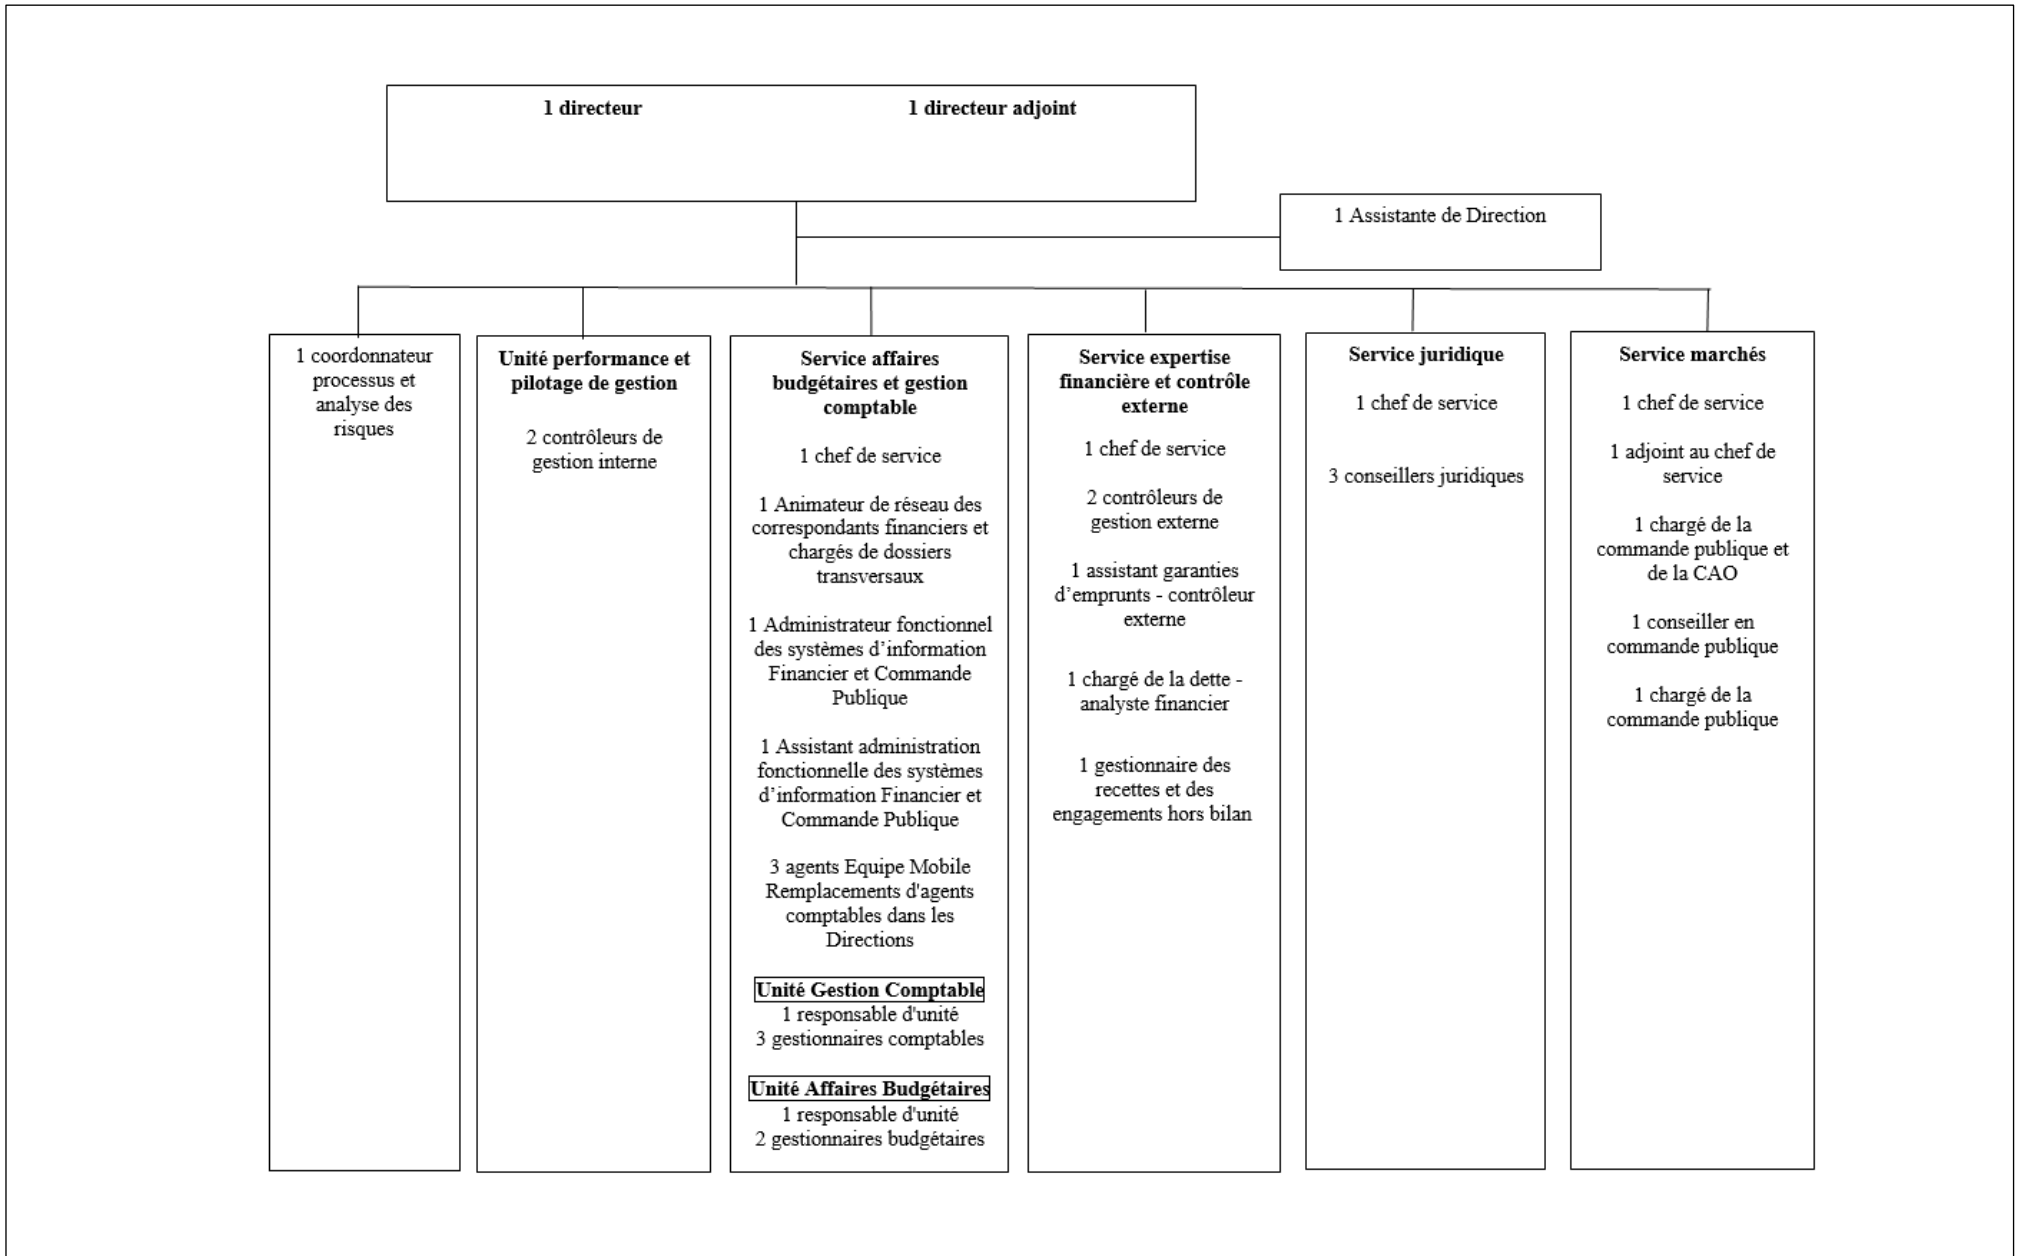 1 directeur
1 directeur adjoint
1 Assistante de Direction
1 coordonnateur
processus et
analyse des
risques
Unité performance et
pilotage de gestion
2 contrôleurs de
gestion interne
Service affaires
budgétaires et gestion
comptable
1 chef de service
1 Animateur de réseau des
correspondants financiers et
chargés de dossiers
transversaux
1 Administrateur fonctionnel
des systèmes d’information
Financier et Commande
Publique
1 Assistant administration
fonctionnelle des systèmes
d’information Financier et
Commande Publique
3 agents Equipe Mobile
Remplacements d'agents
comptables dans les
Directions
Unité Gestion Comptable
1 responsable d'unité
3 gestionnaires comptables
Unité Affaires Budgétaires
1 responsable d'unité
2 gestionnaires budgétaires
Service expertise
financière et contrôle
externe
1 chef de service
2 contrôleurs de
gestion externe
1 assistant garanties
d’emprunts - contrôleur
externe
1 chargé de la dette -
analyste financier
1 gestionnaire des
recettes et des
engagements hors bilan
Service juridique
1 chef de service
3 conseillers juridiques
Service marchés
1 chef de service
1 adjoint au chef de
service
1 chargé de la
commande publique et
de la CAO
1 conseiller en
commande publique
1 chargé de la
commande publique